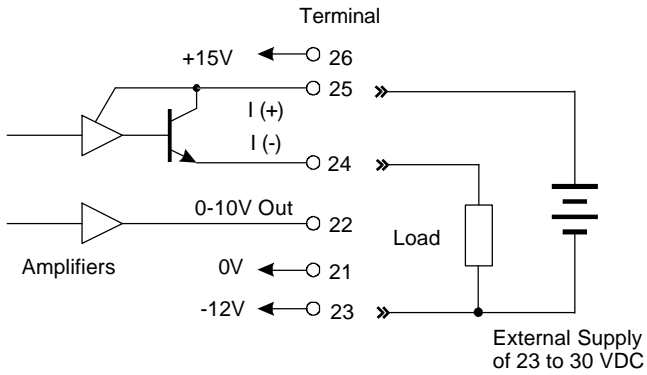 Terminal
+15V
26
25
I (+)
I (-)
24
0-10V Out
22
Load
Amplifiers
0V
21
-12V
23
External Supply
of 23 to 30 VDC